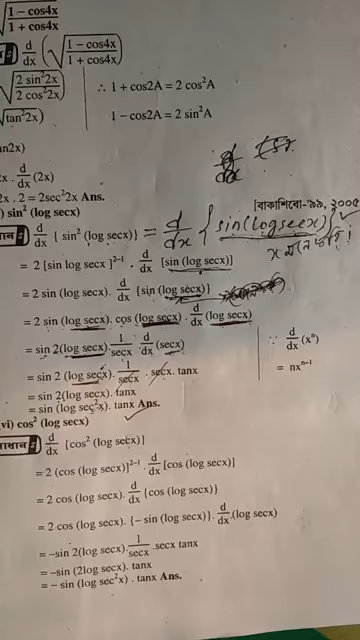 √(1 − cos4x / 1 + cos4x)
d/dx (√(1 − cos4x / 1 + cos4x))
√(2 sin²2x / 2 cos²2x) ∴ 1 + cos2A = 2 cos²A
√tan²2x) 1 − cos2A = 2 sin²A
an2x)
2x · d/dx (2x)
2x . 2 = 2sec²2x Ans.
) sin² (log secx) [বাকাশিবো-'৯৯, ২০০৫
d/dx { sin² (log secx)} = d/dx { sin(logsecx) }
= 2 [sin log secx ]²⁻¹ . d/dx [sin (log secx)]
= 2 sin (log secx). d/dx {sin (log secx)}
= 2 sin (log secx). cos (log secx) . d/dx (log secx)
= sin 2(log secx) 1/secx . d/dx (secx) ∵ d/dx (xⁿ)
= sin 2 (log secx). 1/secx . secx . tanx = nxⁿ⁻¹
= sin 2(log secx). tanx
= sin (log sec²x). tanx Ans.
vi) cos² (log secx)
াধান d/dx {cos² (log secx)}
= 2 (cos (log secx)]²⁻¹ . d/dx [cos (log secx)}
= 2 cos (log secx). d/dx { cos (log secx)}
= 2 cos (log secx). {− sin (log secx)}. d/dx .(log secx)
= −sin 2(log secx). 1/secx . secx tanx
= −sin (2log secx). tanx
= − sin (log sec²x) . tanx Ans.